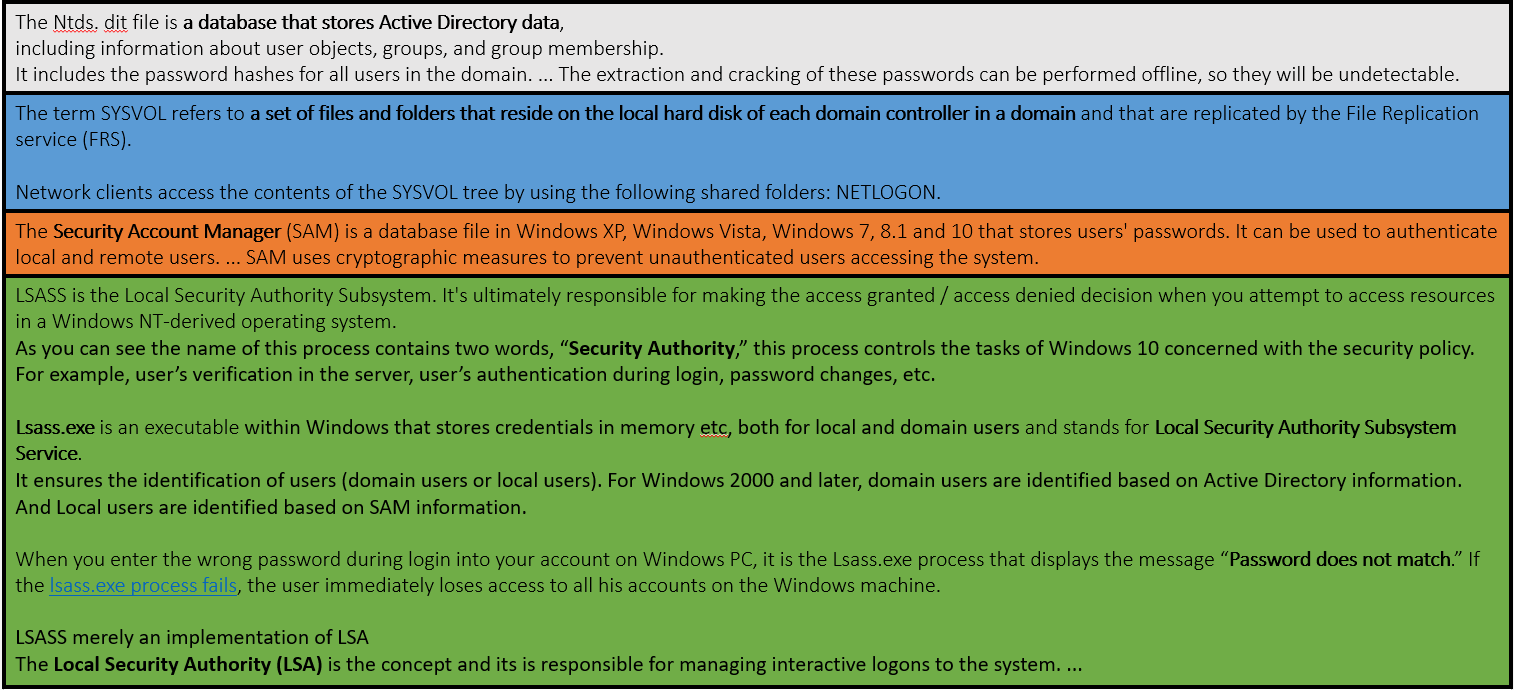 The Ntds. dit file is a database that stores Active Directory data,
including information about user objects, groups, and group membership.
It includes the password hashes for all users in the domain. ... The extraction and cracking of these passwords can be performed offline, so they will be undetectable.
The term SYSVOL refers to a set of files and folders that reside on the local hard disk of each domain controller in a domain and that are replicated by the File Replication
service (FRS).
Network clients access the contents of the SYSVOL tree by using the following shared folders: NETLOGON.
The Security Account Manager (SAM) is a database file in Windows XP, Windows Vista, Windows 7, 8.1 and 10 that stores users' passwords. It can be used to authenticate
local and remote users. ... SAM uses cryptographic measures to prevent unauthenticated users accessing the system.
LSASS is the Local Security Authority Subsystem. It's ultimately responsible for making the access granted / access denied decision when you attempt to access resources
in a Windows NT-derived operating system.
As you can see the name of this process contains two words, “Security Authority,” this process controls the tasks of Windows 10 concerned with the security policy.
For example, user’s verification in the server, user’s authentication during login, password changes, etc.
Lsass.exe is an executable within Windows that stores credentials in memory etc, both for local and domain users and stands for Local Security Authority Subsystem
Service.
It ensures the identification of users (domain users or local users). For Windows 2000 and later, domain users are identified based on Active Directory information.
And Local users are identified based on SAM information.
When you enter the wrong password during login into your account on Windows PC, it is the Lsass.exe process that displays the message “Password does not match.” If
the lsass.exe process fails, the user immediately loses access to all his accounts on the Windows machine.
LSASS merely an implementation of LSA
The Local Security Authority (LSA) is the concept and its is responsible for managing interactive logons to the system. ...